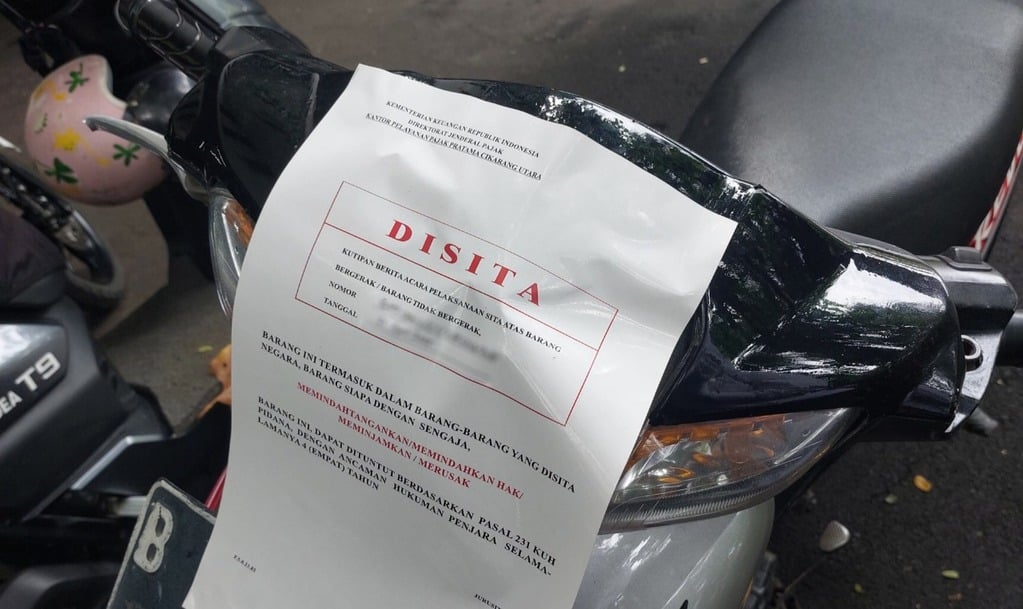 KEMENTERIAN KEUANGAN REPUBLIK INDONESIA
DIREKTORAT JENDERAL PAJAK
KANTOR PELAYANAN PAJAK PRATAMA CIKARANG UTARA
DISITA
KUTIPAN BERITA ACARA PELAKSANAAN SITA ATAS BARANG
BERGERAK / BARANG TIDAK BERGERAK.
NOMOR
TANGGAL
BARANG INI TERMASUK DALAM BARANG-BARANG YANG DISITA
NEGARA, BARANG SIAPA DENGAN SENGAJA,
MEMINDAHTANGANKAN/MEMINDAHKAN HAK/
MEMINJAMKAN / MERUSAK
BARANG INI, DAPAT DITUNTUT BERDASARKAN PASAL 231 KUH
PIDANA, DENGAN ANCAMAN HUKUMAN PENJARA SELAMA-
LAMANYA 4 (EMPAT) TAHUN
JURUSIT
T9
B